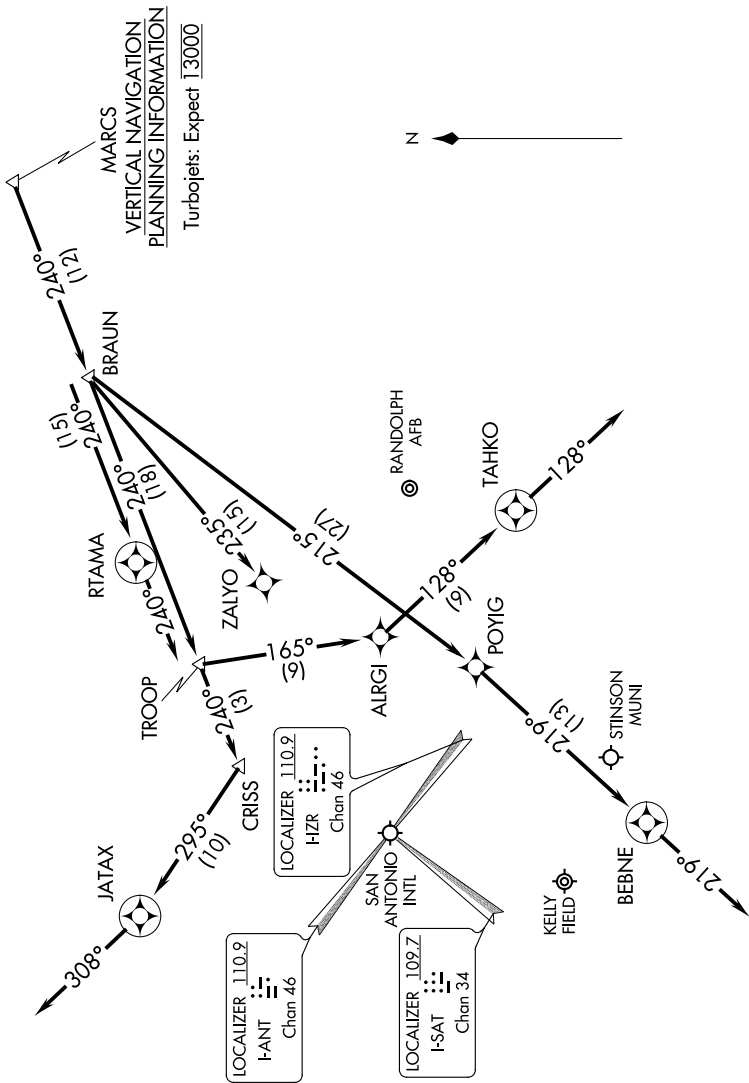 MARCS
VERTICAL NAVIGATION
PLANNING INFORMATION
Turbojets: Expect 13000
N
240°
(12)
BRAUN
(15)
240°
240°
(18)
235°
(15)
215°
(27)
RTAMA
240°
ZALYO
TROOP
240°
(3)
165°
(9)
ALRGI
128°
(9)
RANDOLPH
AFB
TAHKO
128°
POYIG
219°
(13)
STINSON
MUNI
BEBNE
219°
CRISS
295°
(10)
JATAX
308°
LOCALIZER 110.9
I-IZR
Chan 46
SAN
ANTONIO
INTL
LOCALIZER 110.9
I-ANT
Chan 46
LOCALIZER 109.7
I-SAT
Chan 34
KELLY
FIELD